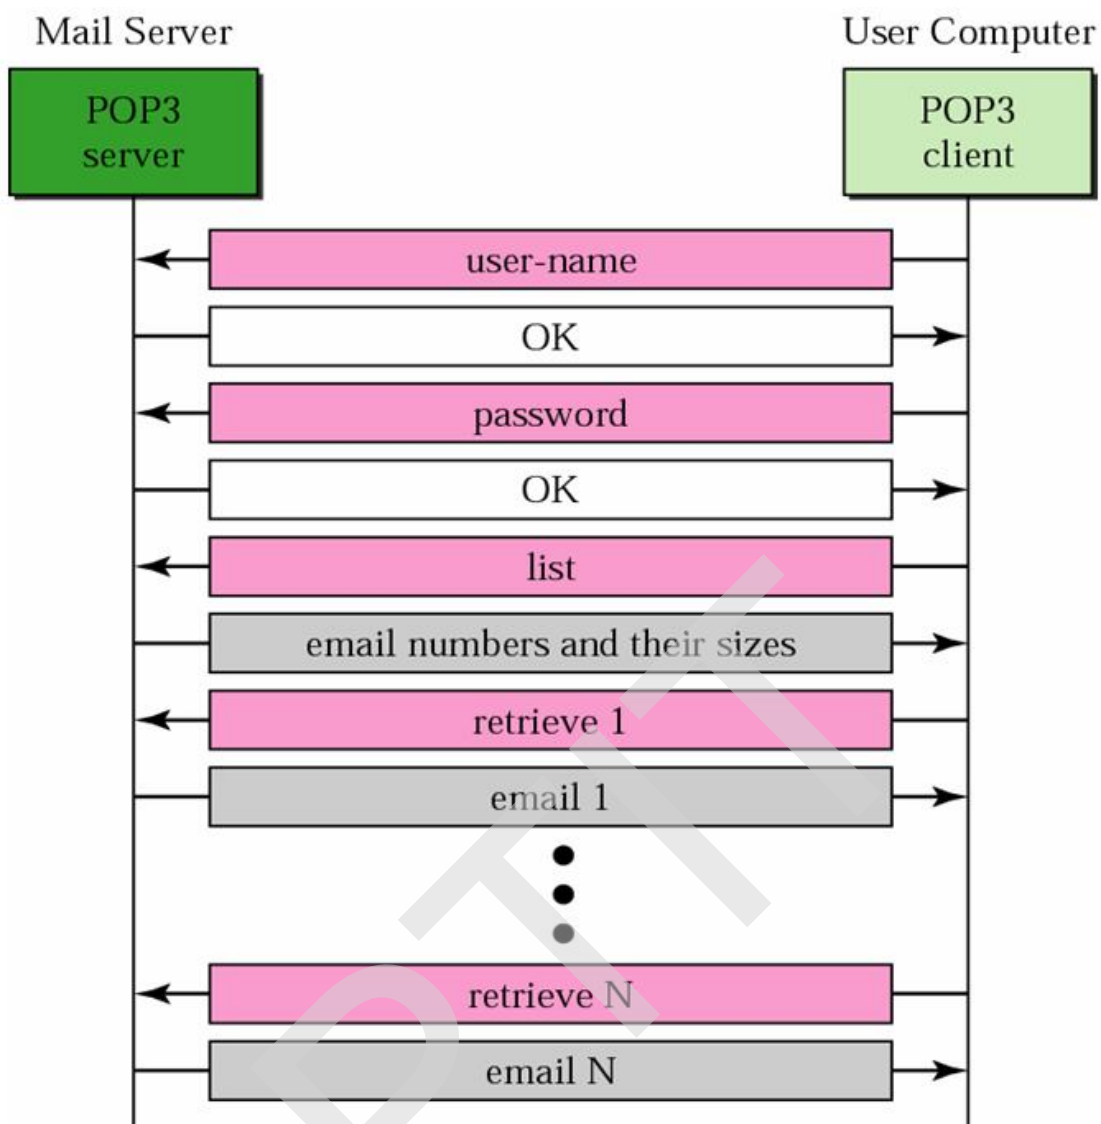 Mail Server
User Computer
POP3
server
POP3
client
user-name
OK
password
OK
list
email numbers and their sizes
retrieve 1
email 1
retrieve N
email N
PTIT